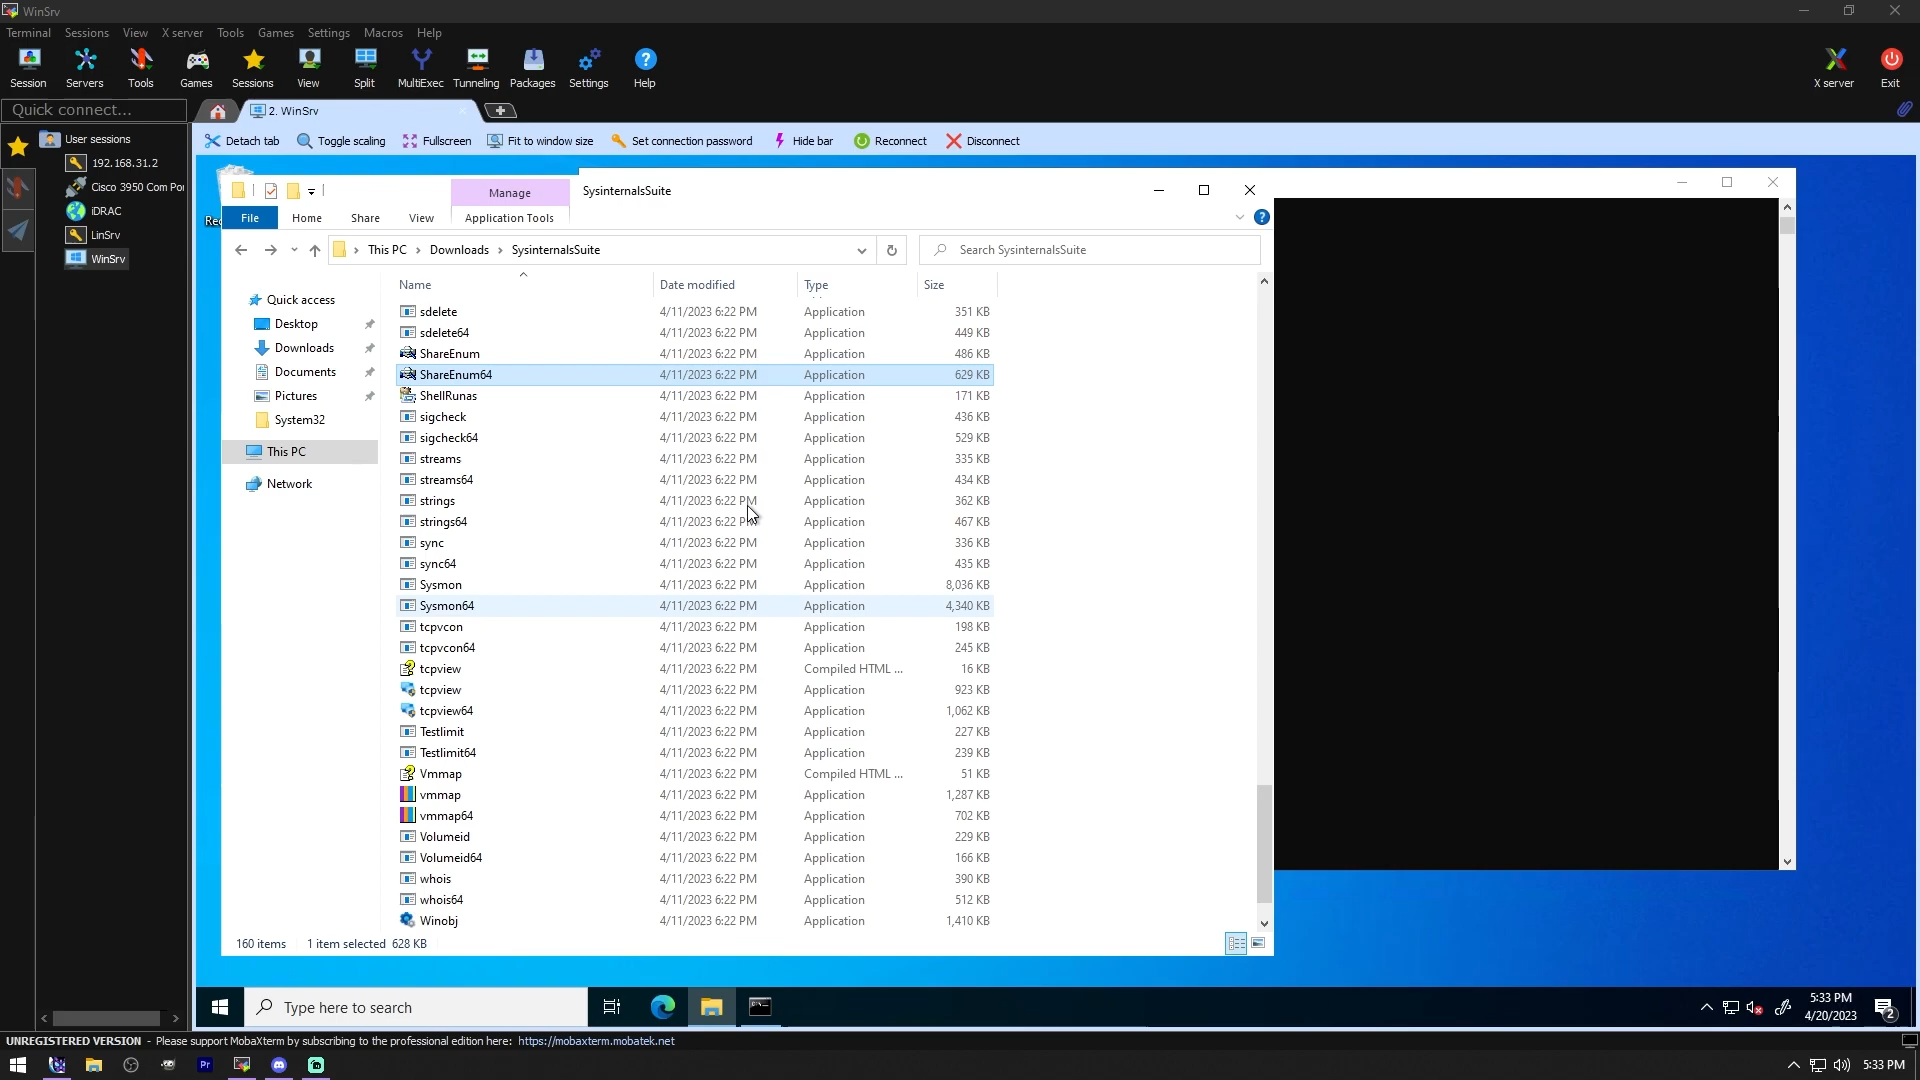 WinSrv
Terminal Sessions View X server Tools Games Settings Macros Help
Session Servers Tools Games Sessions View Split MultiExec Tunneling Packages Settings Help X server Exit
Quick connect... 2. WinSrv
Detach tab Toggle scaling Fullscreen Fit to window size Set connection password Hide bar Reconnect Disconnect
User sessions
192.168.31.2
Cisco 3950 Com Por
iDRAC
LinSrv
WinSrv
Manage SysinternalsSuite
File Home Share View Application Tools
This PC Downloads SysinternalsSuite Search SysinternalsSuite
Quick access
Desktop
Downloads
Documents
Pictures
System32
This PC
Network
Name Date modified Type Size
sdelete 4/11/2023 6:22 PM Application 351 KB
sdelete64 4/11/2023 6:22 PM Application 449 KB
ShareEnum 4/11/2023 6:22 PM Application 486 KB
ShareEnum64 4/11/2023 6:22 PM Application 629 KB
ShellRunas 4/11/2023 6:22 PM Application 171 KB
sigcheck 4/11/2023 6:22 PM Application 436 KB
sigcheck64 4/11/2023 6:22 PM Application 529 KB
streams 4/11/2023 6:22 PM Application 335 KB
streams64 4/11/2023 6:22 PM Application 434 KB
strings 4/11/2023 6:22 PM Application 362 KB
strings64 4/11/2023 6:22 PM Application 467 KB
sync 4/11/2023 6:22 PM Application 336 KB
sync64 4/11/2023 6:22 PM Application 435 KB
Sysmon 4/11/2023 6:22 PM Application 8,036 KB
Sysmon64 4/11/2023 6:22 PM Application 4,340 KB
tcpvcon 4/11/2023 6:22 PM Application 198 KB
tcpvcon64 4/11/2023 6:22 PM Application 245 KB
tcpview 4/11/2023 6:22 PM Compiled HTML ... 16 KB
tcpview 4/11/2023 6:22 PM Application 923 KB
tcpview64 4/11/2023 6:22 PM Application 1,062 KB
Testlimit 4/11/2023 6:22 PM Application 227 KB
Testlimit64 4/11/2023 6:22 PM Application 239 KB
Vmmap 4/11/2023 6:22 PM Compiled HTML ... 51 KB
vmmap 4/11/2023 6:22 PM Application 1,287 KB
vmmap64 4/11/2023 6:22 PM Application 702 KB
Volumeid 4/11/2023 6:22 PM Application 229 KB
Volumeid64 4/11/2023 6:22 PM Application 166 KB
whois 4/11/2023 6:22 PM Application 390 KB
whois64 4/11/2023 6:22 PM Application 512 KB
Winobj 4/11/2023 6:22 PM Application 1,410 KB
160 items 1 item selected 628 KB
Type here to search
5:33 PM
4/20/2023
2
UNREGISTERED VERSION - Please support MobaXterm by subscribing to the professional edition here: https://mobaxterm.mobatek.net
Pr
5:33 PM